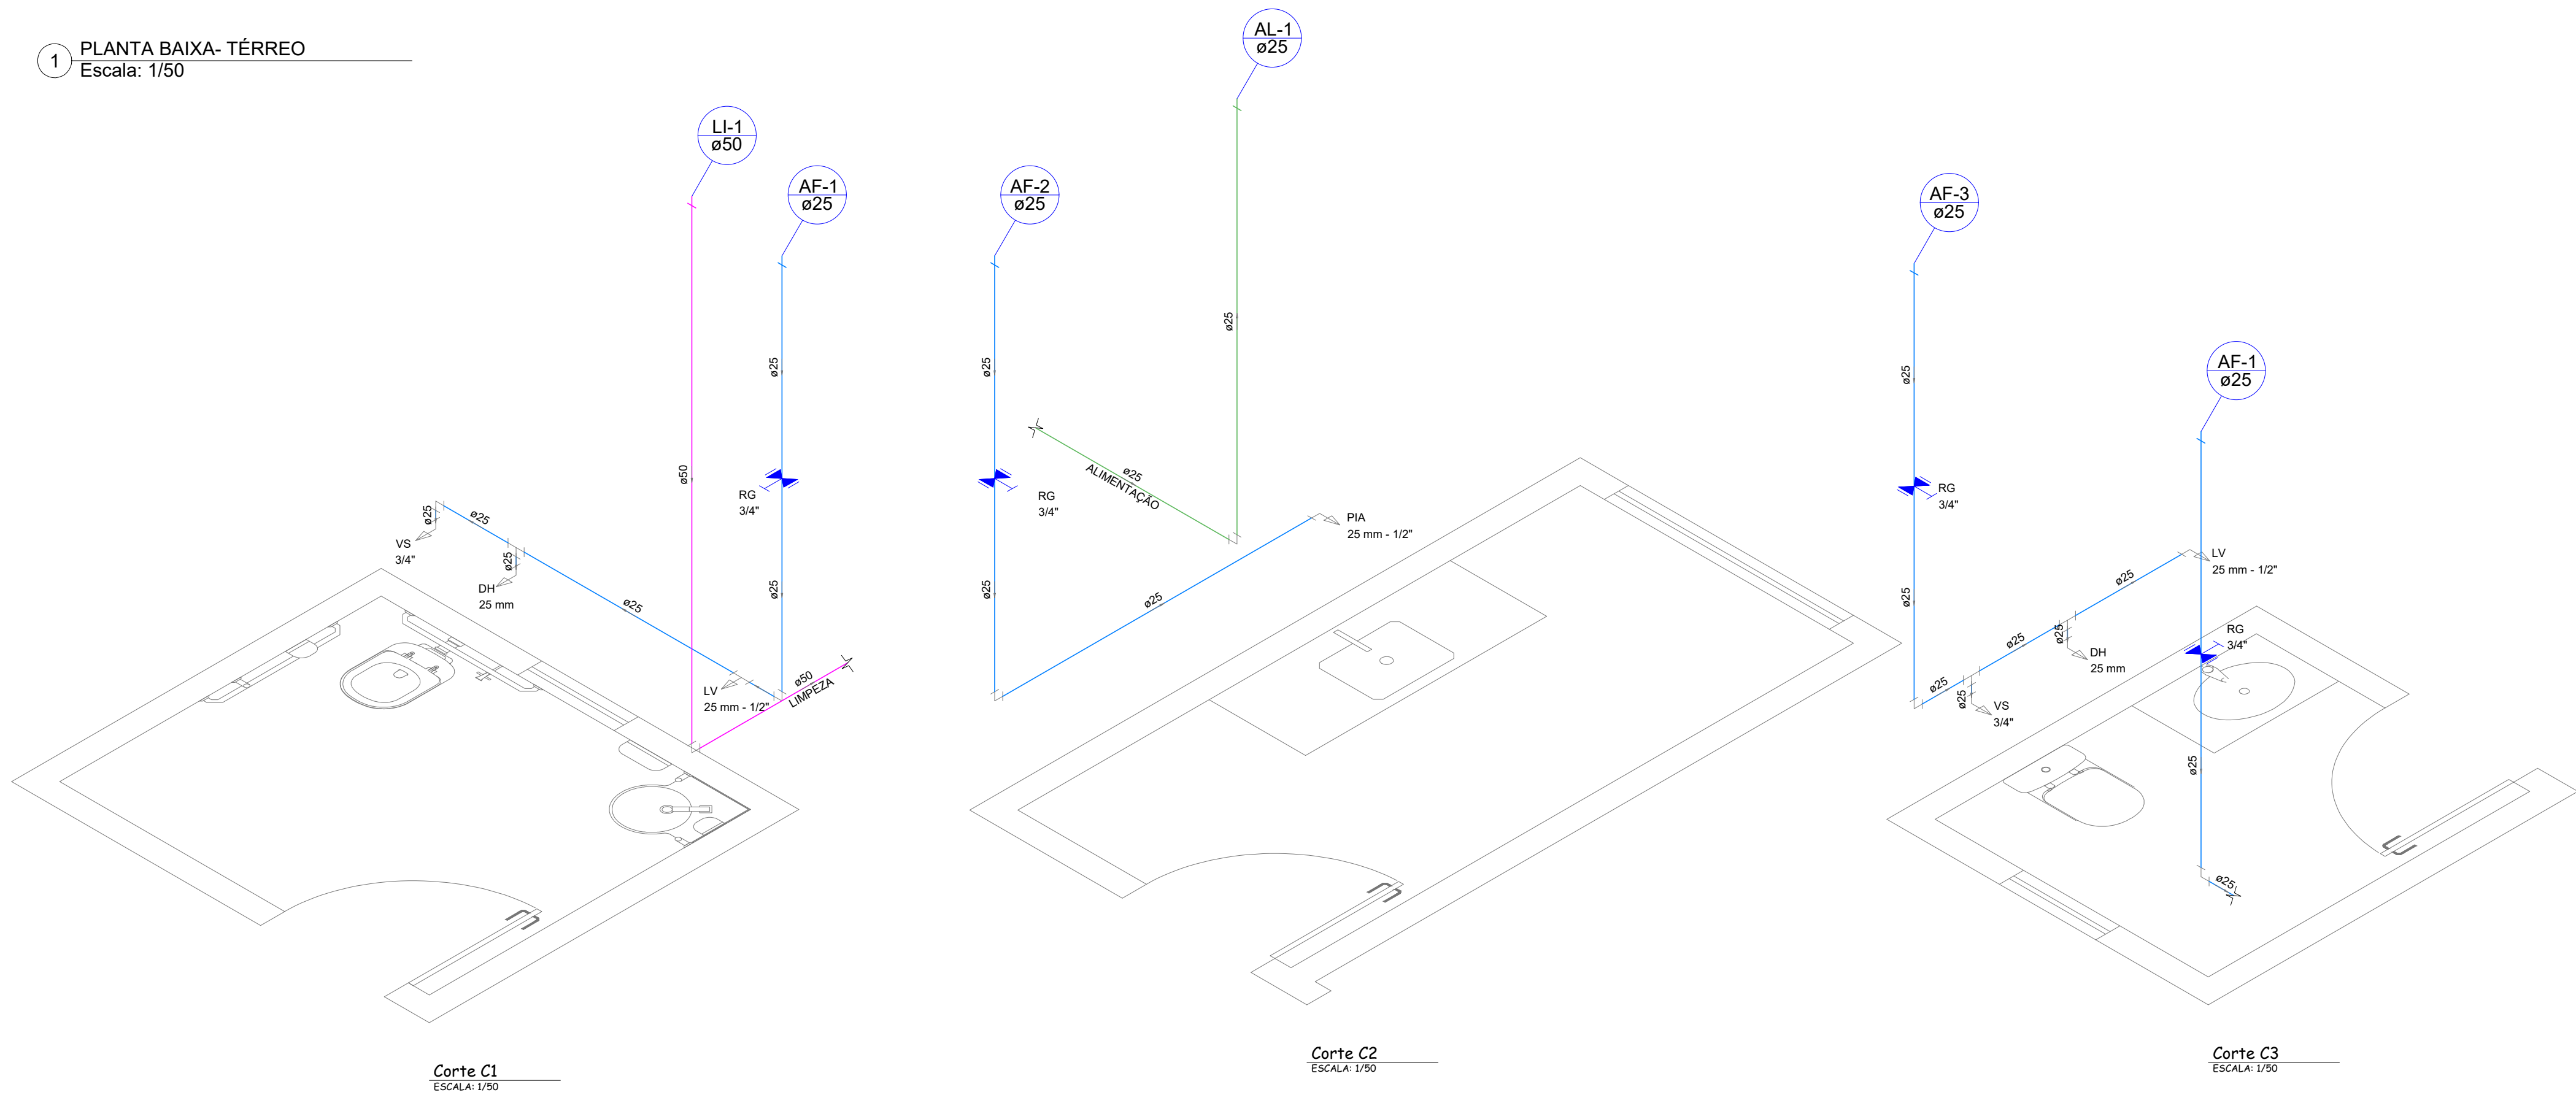 1
PLANTA BAIXA- TÉRREO
Escala: 1/50
LI-1
ø50
AF-1
ø25
ø50
ø25
RG
3/4"
ø25
ø25
VS
3/4"
ø25
ø25
DH
25 mm
ø25
LV
25 mm - 1/2"
ø50
LIMPEZA
Corte C1
ESCALA: 1/50
AL-1
ø25
AF-2
ø25
ø25
ø25
ø25
ALIMENTAÇÃO
RG
3/4"
ø25
ø25
PIA
25 mm - 1/2"
Corte C2
ESCALA: 1/50
AF-3
ø25
AF-1
ø25
ø25
RG
3/4"
ø25
LV
25 mm - 1/2"
ø25
ø25
ø25
DH
25 mm
RG
3/4"
ø25
ø25
VS
3/4"
ø25
ø25
Corte C3
ESCALA: 1/50